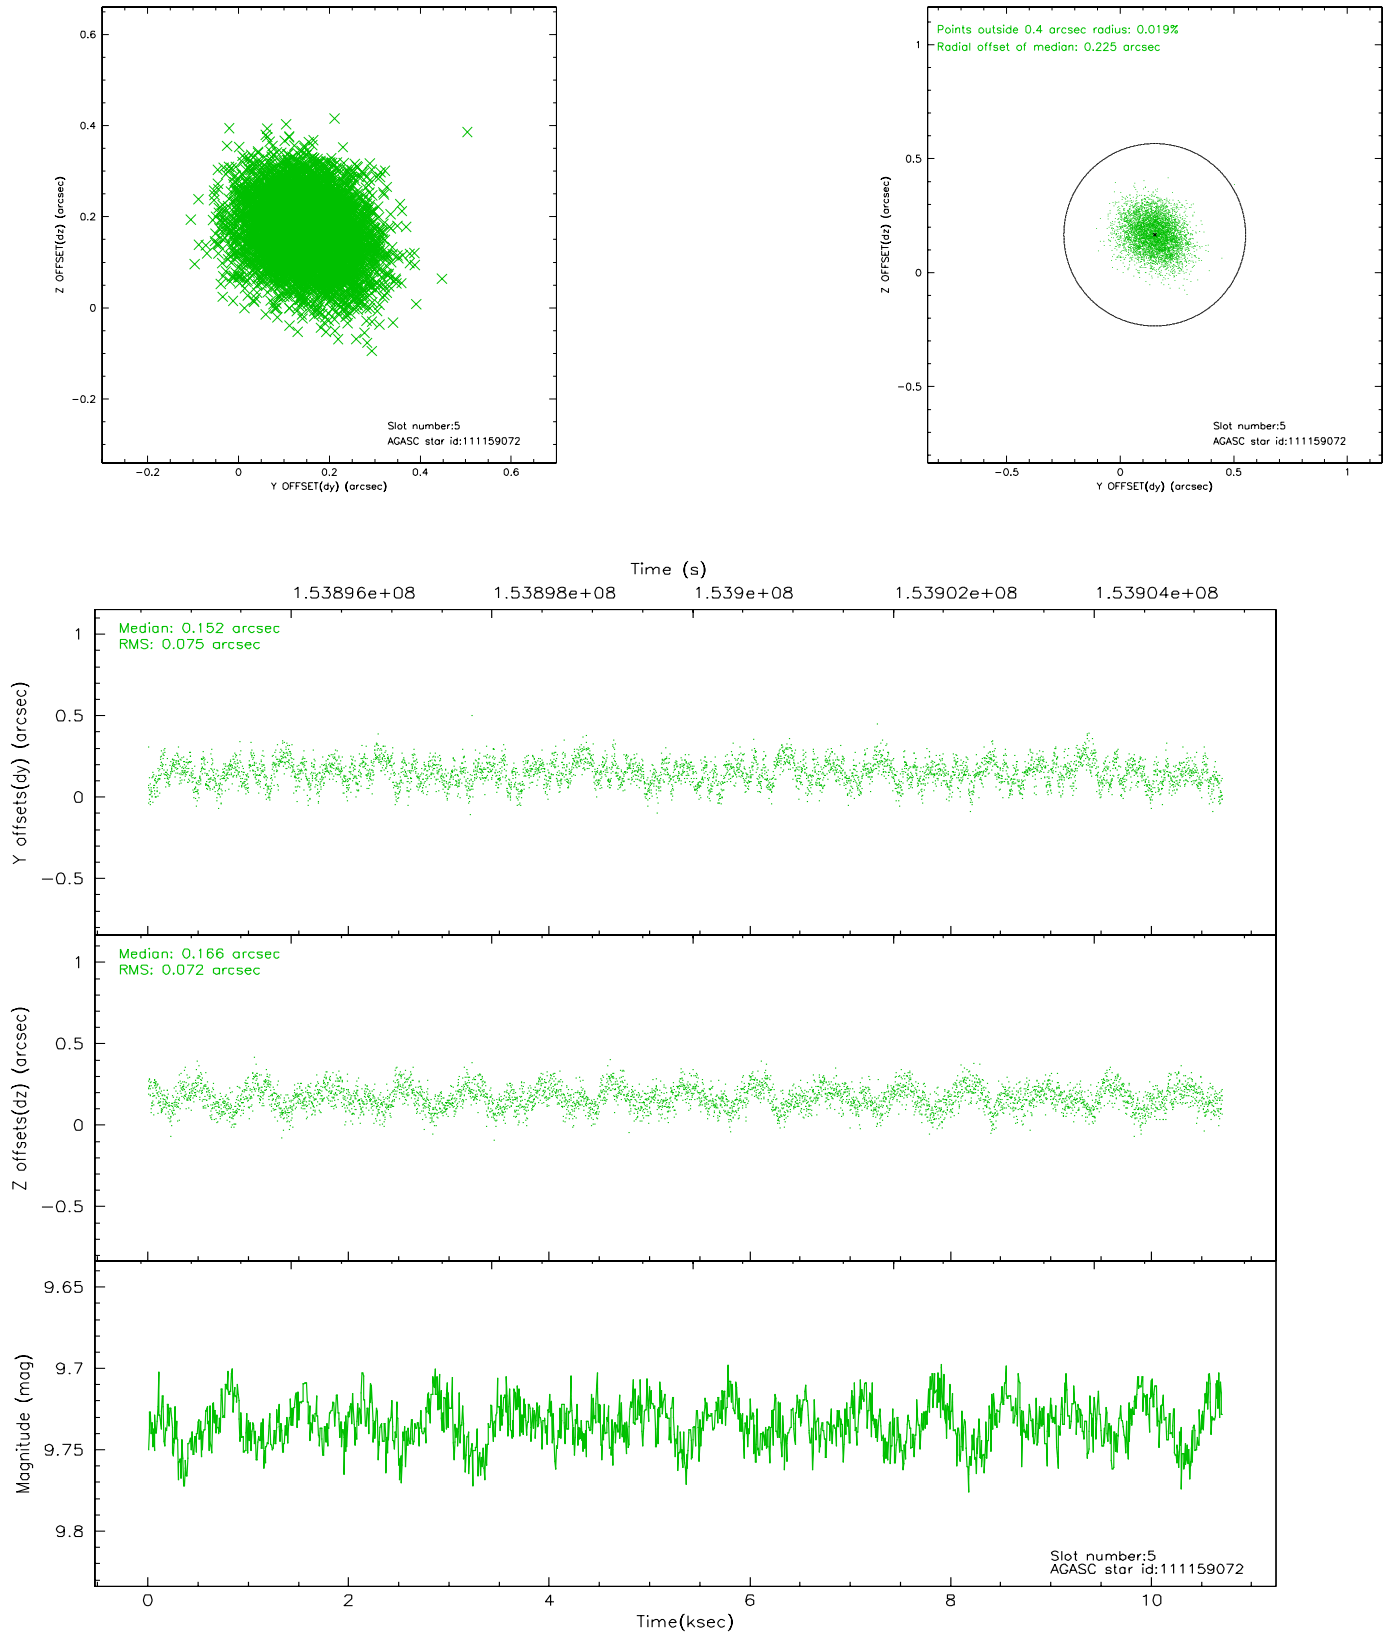 0.6
0.4
0.2
0
−0.2
Z OFFSET(dz) (arcsec)
Slot number:5
AGASC star id:111159072
−0.2 0 0.2 0.4 0.6
Y OFFSET(dy) (arcsec)
Points outside 0.4 arcsec radius: 0.019%
Radial offset of median: 0.225 arcsec
1
0.5
0
−0.5
Z OFFSET(dz) (arcsec)
Slot number:5
AGASC star id:111159072
−0.5 0 0.5 1
Y OFFSET(dy) (arcsec)
Time (s)
1.53896e+08 1.53898e+08 1.539e+08 1.53902e+08 1.53904e+08
Median: 0.152 arcsec
RMS: 0.075 arcsec
1
0.5
0
−0.5
Y offsets(dy) (arcsec)
Median: 0.166 arcsec
RMS: 0.072 arcsec
1
0.5
0
−0.5
Z offsets(dz) (arcsec)
9.65
9.7
9.75
9.8
Magnitude (mag)
Slot number:5
AGASC star id:111159072
0 2 4 6 8 10
Time(ksec)